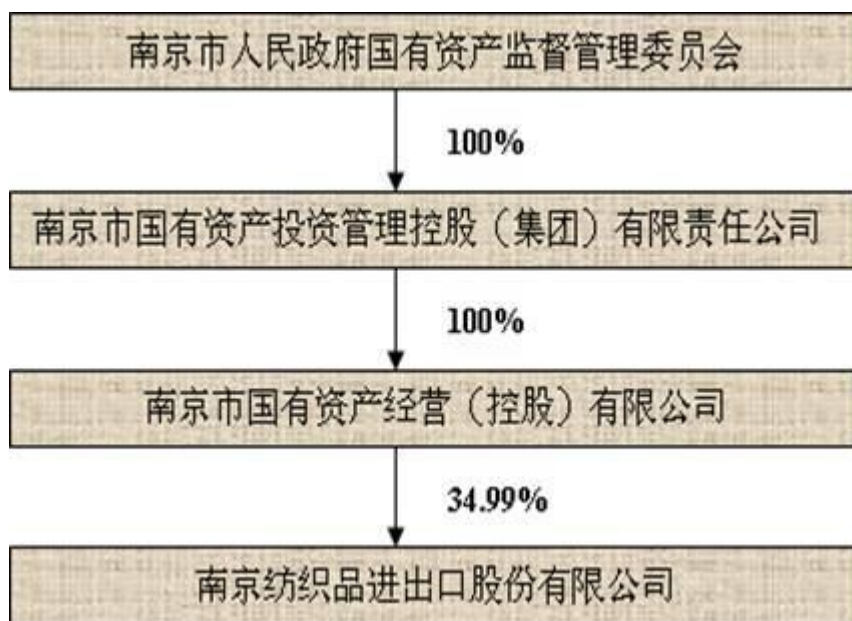 南京市人民政府国有资产监督管理委员会
100%
南京市国有资产投资管理控股（集团）有限责任公司
100%
南京市国有资产经营（控股）有限公司
34.99%
南京纺织品进出口股份有限公司